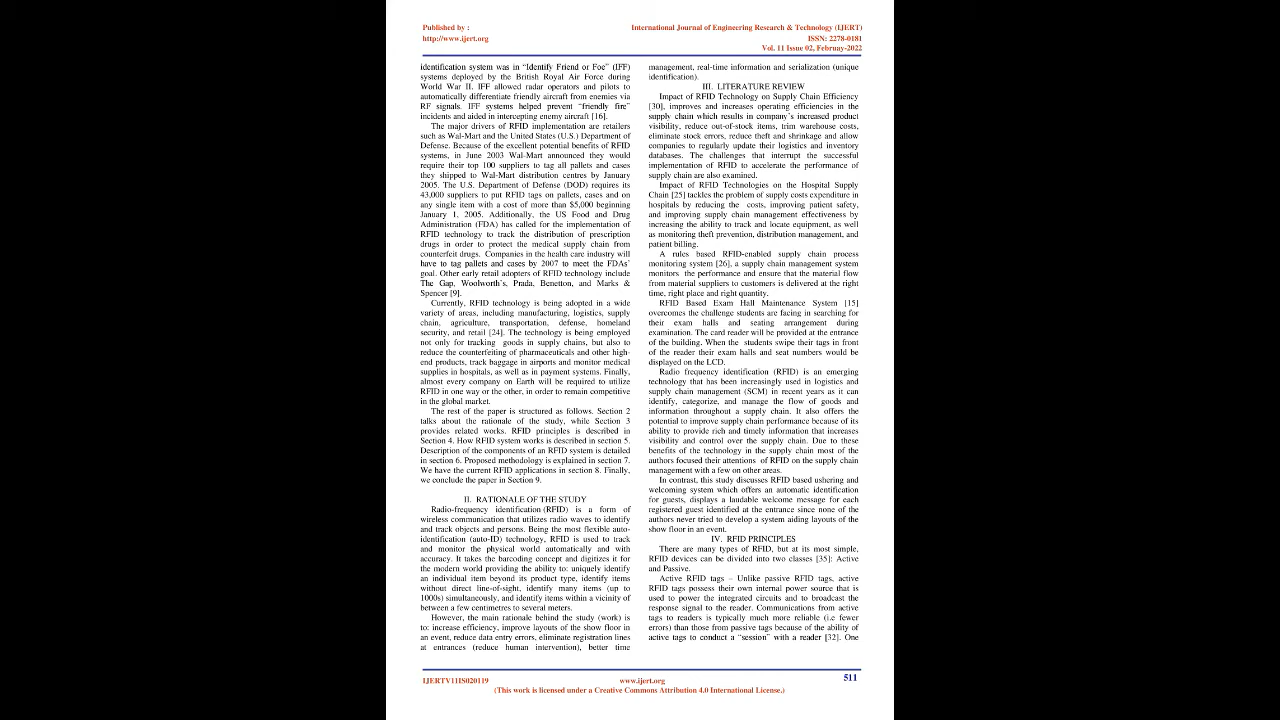 Published by :
http://www.ijert.org
International Journal of Engineering Research & Technology (IJERT)
ISSN: 2278-0181
Vol. 11 Issue 02, Februay-2022
identification system was in “Identify Friend or Foe” (IFF)
systems deployed by the British Royal Air Force during
World War II. IFF allowed radar operators and pilots to
automatically differentiate friendly aircraft from enemies via
RF signals. IFF systems helped prevent “friendly fire”
incidents and aided in intercepting enemy aircraft [16].
The major drivers of RFID implementation are retailers
such as Wal-Mart and the United States (U.S.) Department of
Defense. Because of the excellent potential benefits of RFID
systems, in June 2003 Wal-Mart announced they would
require their top 100 suppliers to tag all pallets and cases
they shipped to Wal-Mart distribution centres by January
2005. The U.S. Department of Defense (DOD) requires its
43,000 suppliers to put RFID tags on pallets, cases and on
any single item with a cost of more than $5,000 beginning
January 1, 2005. Additionally, the US Food and Drug
Administration (FDA) has called for the implementation of
RFID technology to track the distribution of prescription
drugs in order to protect the medical supply chain from
counterfeit drugs. Companies in the health care industry will
have to tag pallets and cases by 2007 to meet the FDAs’
goal. Other early retail adopters of RFID technology include
The Gap, Woolworth’s, Prada, Benetton, and Marks &
Spencer [9].
Currently, RFID technology is being adopted in a wide
variety of areas, including manufacturing, logistics, supply
chain, agriculture, transportation, defense, homeland
security, and retail [24]. The technology is being employed
not only for tracking goods in supply chains, but also to
reduce the counterfeiting of pharmaceuticals and other high-
end products, track baggage in airports and monitor medical
supplies in hospitals, as well as in payment systems. Finally,
almost every company on Earth will be required to utilize
RFID in one way or the other, in order to remain competitive
in the global market.
The rest of the paper is structured as follows. Section 2
talks about the rationale of the study, while Section 3
provides related works. RFID principles is described in
Section 4. How RFID system works is described in section 5.
Description of the components of an RFID system is detailed
in section 6. Proposed methodology is explained in section 7.
We have the current RFID applications in section 8. Finally,
we conclude the paper in Section 9.
II. RATIONALE OF THE STUDY
Radio-frequency identification (RFID) is a form of
wireless communication that utilizes radio waves to identify
and track objects and persons. Being the most flexible auto-
identification (auto-ID) technology, RFID is used to track
and monitor the physical world automatically and with
accuracy. It takes the barcoding concept and digitizes it for
the modern world providing the ability to: uniquely identify
an individual item beyond its product type, identify items
without direct line-of-sight, identify many items (up to
1000s) simultaneously, and identify items within a vicinity of
between a few centimetres to several meters.
However, the main rationale behind the study (work) is
to: increase efficiency, improve layouts of the show floor in
an event, reduce data entry errors, eliminate registration lines
at entrances (reduce human intervention), better time
management, real-time information and serialization (unique
identification).
III. LITERATURE REVIEW
Impact of RFID Technology on Supply Chain Efficiency
[30], improves and increases operating efficiencies in the
supply chain which results in company’s increased product
visibility, reduce out-of-stock items, trim warehouse costs,
eliminate stock errors, reduce theft and shrinkage and allow
companies to regularly update their logistics and inventory
databases. The challenges that interrupt the successful
implementation of RFID to accelerate the performance of
supply chain are also examined.
Impact of RFID Technologies on the Hospital Supply
Chain [25] tackles the problem of supply costs expenditure in
hospitals by reducing the costs, improving patient safety,
and improving supply chain management effectiveness by
increasing the ability to track and locate equipment, as well
as monitoring theft prevention, distribution management, and
patient billing.
A rules based RFID-enabled supply chain process
monitoring system [26], a supply chain management system
monitors the performance and ensure that the material flow
from material suppliers to customers is delivered at the right
time, right place and right quantity.
RFID Based Exam Hall Maintenance System [15]
overcomes the challenge students are facing in searching for
their exam halls and seating arrangement during
examination. The card reader will be provided at the entrance
of the building. When the students swipe their tags in front
of the reader their exam halls and seat numbers would be
displayed on the LCD.
Radio frequency identification (RFID) is an emerging
technology that has been increasingly used in logistics and
supply chain management (SCM) in recent years as it can
identify, categorize, and manage the flow of goods and
information throughout a supply chain. It also offers the
potential to improve supply chain performance because of its
ability to provide rich and timely information that increases
visibility and control over the supply chain. Due to these
benefits of the technology in the supply chain most of the
authors focused their attentions of RFID on the supply chain
management with a few on other areas.
In contrast, this study discusses RFID based ushering and
welcoming system which offers an automatic identification
for guests, displays a laudable welcome message for each
registered guest identified at the entrance since none of the
authors never tried to develop a system aiding layouts of the
show floor in an event.
IV. RFID PRINCIPLES
There are many types of RFID, but at its most simple,
RFID devices can be divided into two classes [35]: Active
and Passive.
Active RFID tags – Unlike passive RFID tags, active
RFID tags possess their own internal power source that is
used to power the integrated circuits and to broadcast the
response signal to the reader. Communications from active
tags to readers is typically much more reliable (i.e fewer
errors) than those from passive tags because of the ability of
active tags to conduct a “session” with a reader [32]. One
IJERTV11IS020119
www.ijert.org
511
(This work is licensed under a Creative Commons Attribution 4.0 International License.)